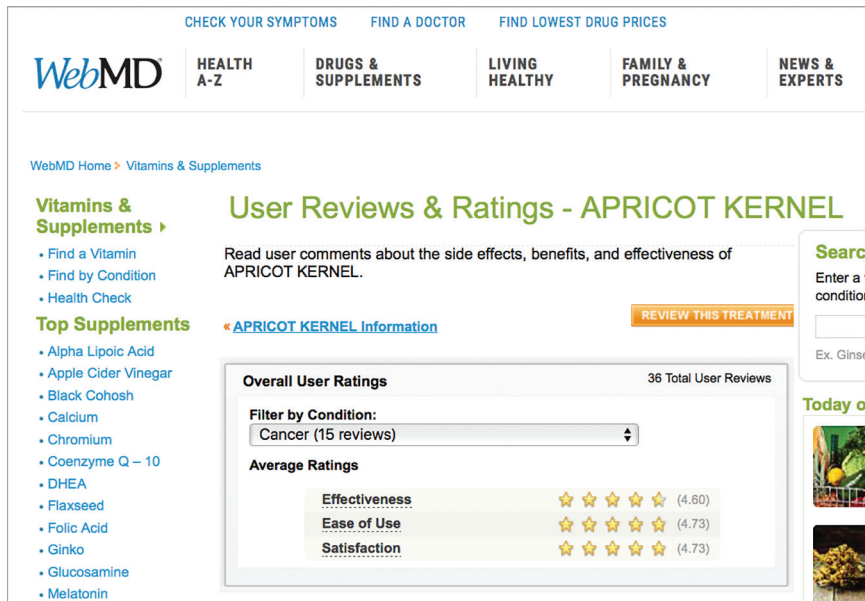 CHECK YOUR SYMPTOMS FIND A DOCTOR FIND LOWEST DRUG PRICES
WebMD
HEALTH
A-Z
DRUGS &
SUPPLEMENTS
LIVING
HEALTHY
FAMILY &
PREGNANCY
NEWS &
EXPERTS
WebMD Home Vitamins & Supplements
Vitamins &
Supplements
• Find a Vitamin
• Find by Condition
• Health Check
Top Supplements
• Alpha Lipoic Acid
• Apple Cider Vinegar
• Black Cohosh
• Calcium
• Chromium
• Coenzyme Q – 10
• DHEA
• Flaxseed
• Folic Acid
• Ginko
• Glucosamine
• Melatonin
User Reviews & Ratings - APRICOT KERNEL
Read user comments about the side effects, benefits, and effectiveness of
APRICOT KERNEL.
« APRICOT KERNEL Information
REVIEW THIS TREATMENT
Overall User Ratings
36 Total User Reviews
Filter by Condition:
Cancer (15 reviews)
Average Ratings
Effectiveness (4.60)
Ease of Use (4.73)
Satisfaction (4.73)
Searc
Enter a
condition
Ex. Ginse
Today o